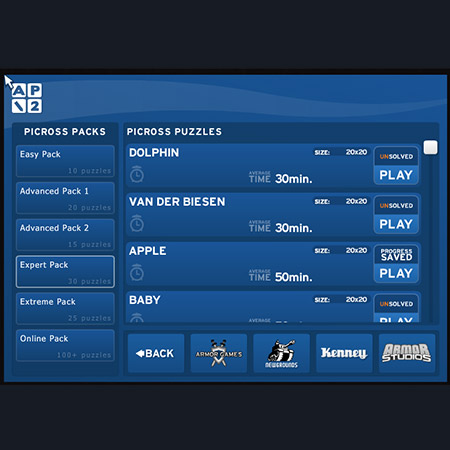 AP
\2
PICROSS PACKS
Easy Pack
10 puzzles
Advanced Pack 1
20 puzzles
Advanced Pack 2
15 puzzles
Expert Pack
30 puzzles
Extreme Pack
25 puzzles
Online Pack
100+ puzzles
PICROSS PUZZLES
DOLPHIN
SIZE: 20x20
UNSOLVED
AVERAGE
TIME 30min.
PLAY
VAN DER BIESEN
SIZE: 20x20
UNSOLVED
AVERAGE
TIME 30min.
PLAY
APPLE
SIZE: 20x20
PROGRESS
SAVED
AVERAGE
TIME 50min.
PLAY
BABY
SIZE: 20x20
UNSOLVED
AVERAGE
PLAY
BACK
ARMOR GAMES
NEWGROUNDS
Kenney
ARMOR
STUDIOS